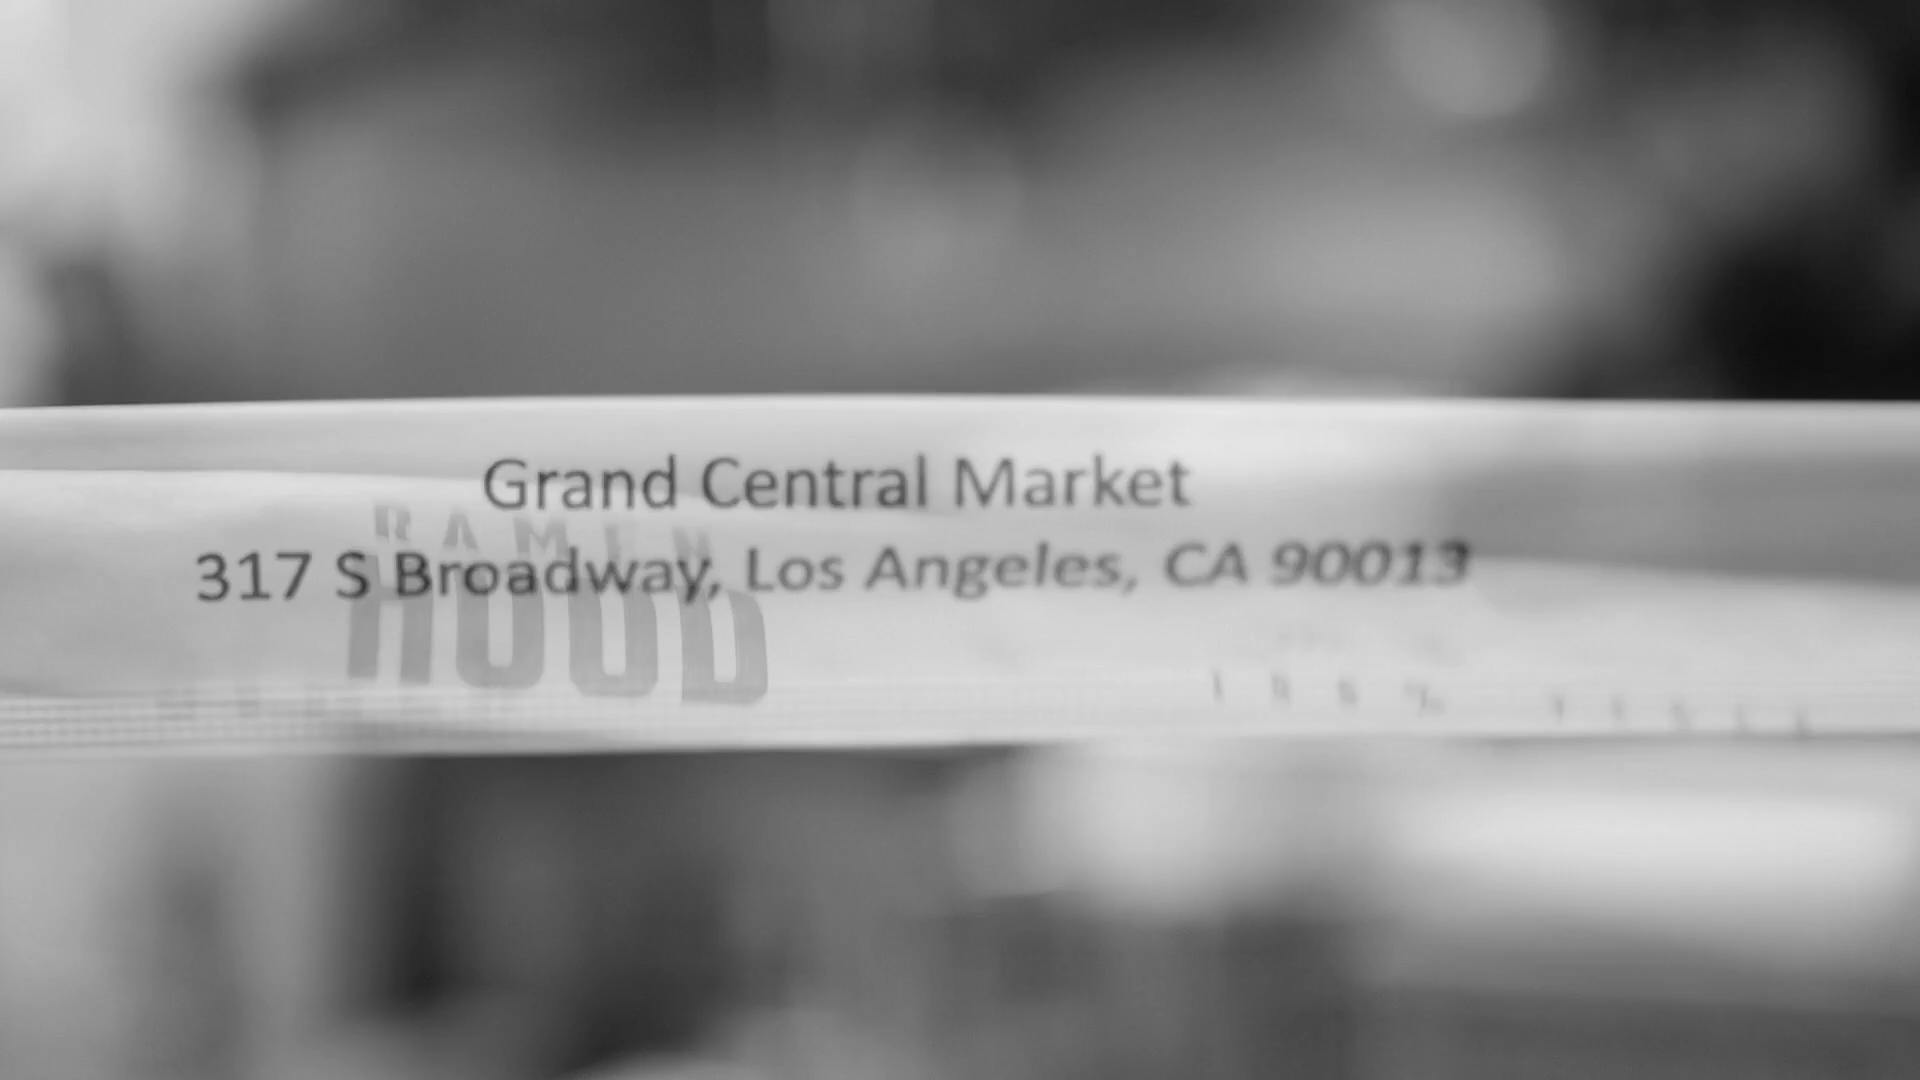 Grand Central Market
RAMEN
317 S Broadway, Los Angeles, CA 90013
HOOD